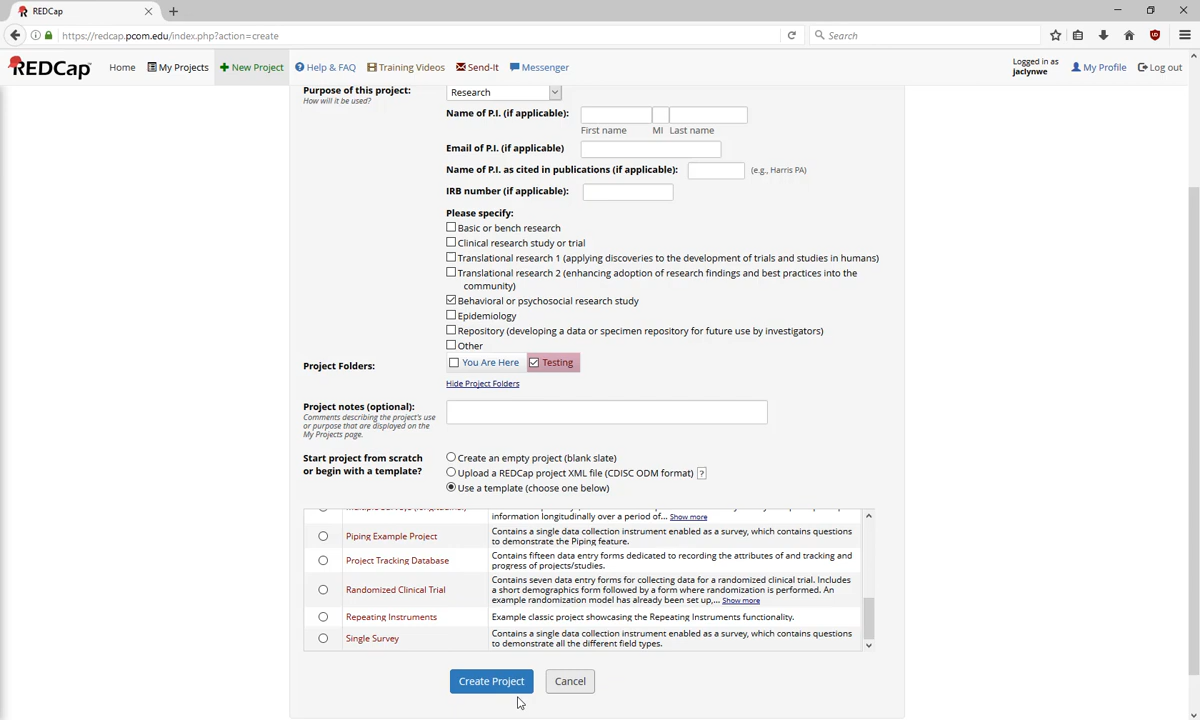 REDCap
https://redcap.pcom.edu/index.php?action=create
Search
REDCap
Home
My Projects
New Project
Help & FAQ
Training Videos
Send-It
Messenger
Logged in as
jaclynwe
My Profile
Log out
Purpose of this project:
How will it be used?
Research
Name of P.I. (if applicable):
First name MI Last name
Email of P.I. (if applicable)
Name of P.I. as cited in publications (if applicable): (e.g., Harris PA)
IRB number (if applicable):
Please specify:
Basic or bench research
Clinical research study or trial
Translational research 1 (applying discoveries to the development of trials and studies in humans)
Translational research 2 (enhancing adoption of research findings and best practices into the
community)
Behavioral or psychosocial research study
Epidemiology
Repository (developing a data or specimen repository for future use by investigators)
Other
Project Folders:
You Are Here Testing
Hide Project Folders
Project notes (optional):
Comments describing the project's use
or purpose that are displayed on the
My Projects page.
Start project from scratch
or begin with a template?
Create an empty project (blank slate)
Upload a REDCap project XML file (CDISC ODM format) ?
Use a template (choose one below)
information longitudinally over a period of... Show more
Piping Example Project
Contains a single data collection instrument enabled as a survey, which contains questions
to demonstrate the Piping feature.
Project Tracking Database
Contains fifteen data entry forms dedicated to recording the attributes of and tracking and
progress of projects/studies.
Randomized Clinical Trial
Contains seven data entry forms for collecting data for a randomized clinical trial. Includes
a short demographics form followed by a form where randomization is performed. An
example randomization model has already been set up,... Show more
Repeating Instruments
Example classic project showcasing the Repeating Instruments functionality.
Single Survey
Contains a single data collection instrument enabled as a survey, which contains questions
to demonstrate all the different field types.
Create Project
Cancel